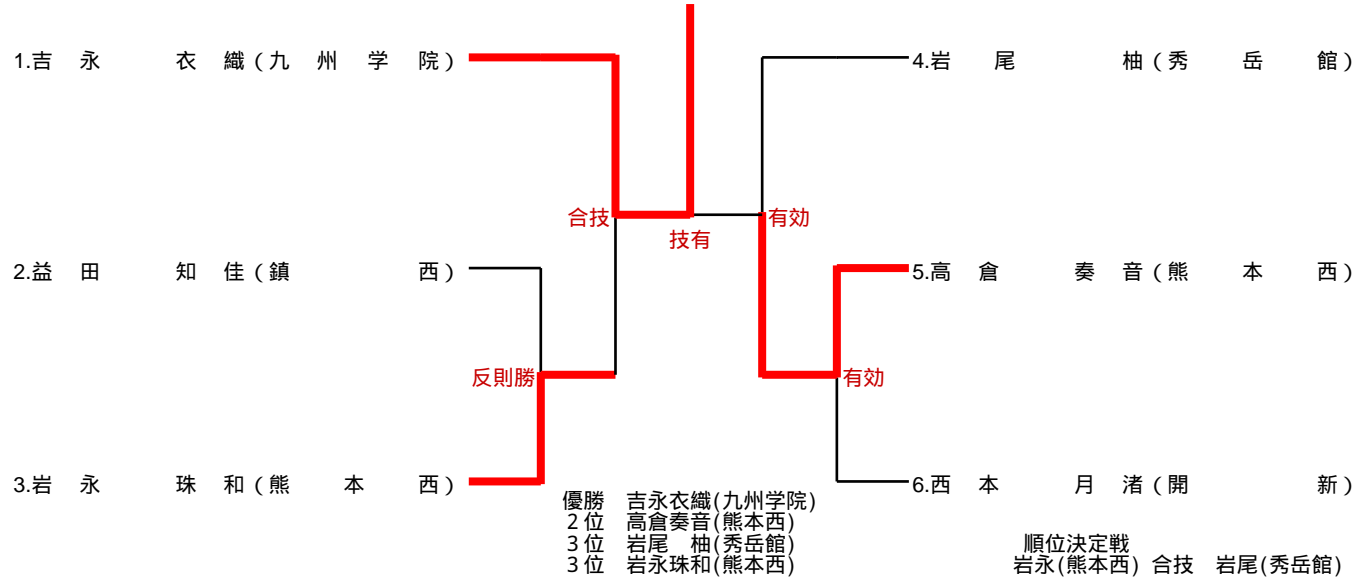 1.吉永 衣織(九州学院)
4.岩尾 柚(秀岳館)
合技
有効
技有
2.益田 知佳(鎮西)
5.高倉 奏音(熊本西)
反則勝
有効
3.岩永 珠和(熊本西)
6.西本 月渚(開新)
優勝 吉永衣織(九州学院)
2位 高倉奏音(熊本西)
3位 岩尾 柚(秀岳館)
3位 岩永珠和(熊本西)
順位決定戦
岩永(熊本西) 合技 岩尾(秀岳館)